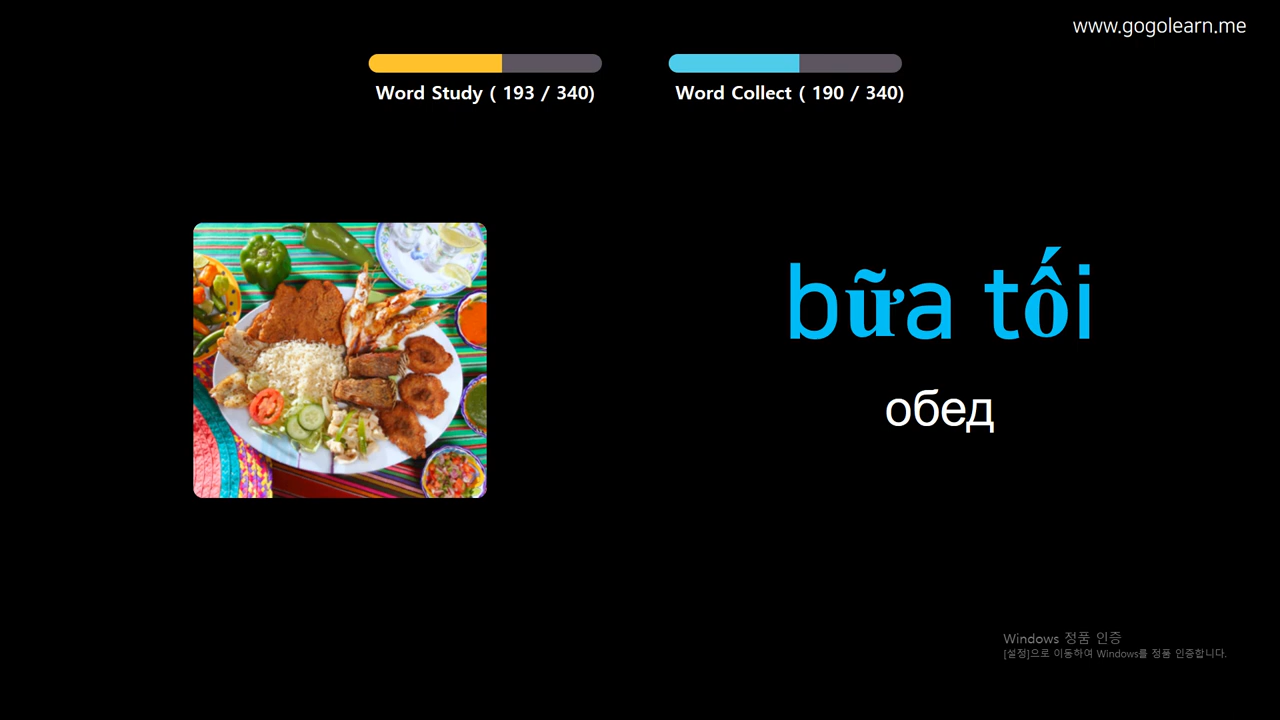 www.gogolearn.me
Word Study ( 193 / 340)
Word Collect ( 190 / 340)
bữa tối
обед
Windows 정품 인증
[설정]으로 이동하여 Windows를 정품 인증합니다.